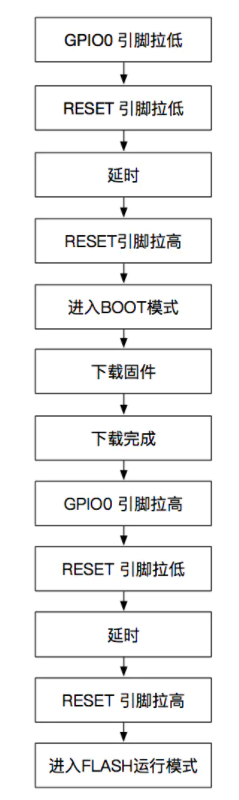 GPIO0 引脚拉低
RESET 引脚拉低
延时
RESET引脚拉高
进入BOOT模式
下载固件
下载完成
GPIO0 引脚拉高
RESET 引脚拉低
延时
RESET 引脚拉高
进入FLASH运行模式